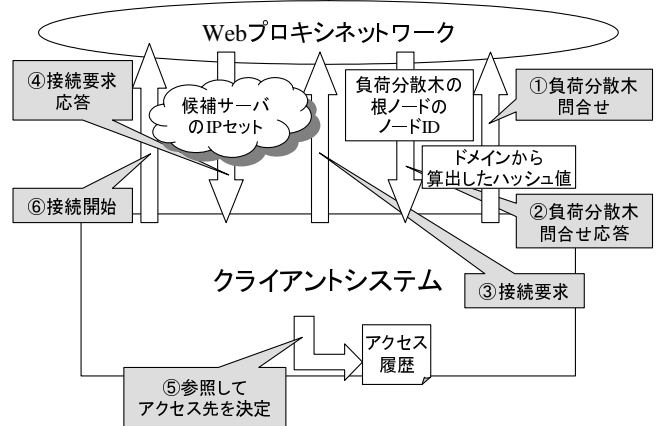 Webプロキシネットワーク
④接続要求
応答
候補サーバ
のIPセット
負荷分散木の
根ノードの
ノードID
①負荷分散木
問合せ
ドメインから
算出したハッシュ値
⑥接続開始
②負荷分散木
問合せ応答
クライアントシステム
③接続要求
アクセス
履歴
⑤参照して
アクセス先を決定